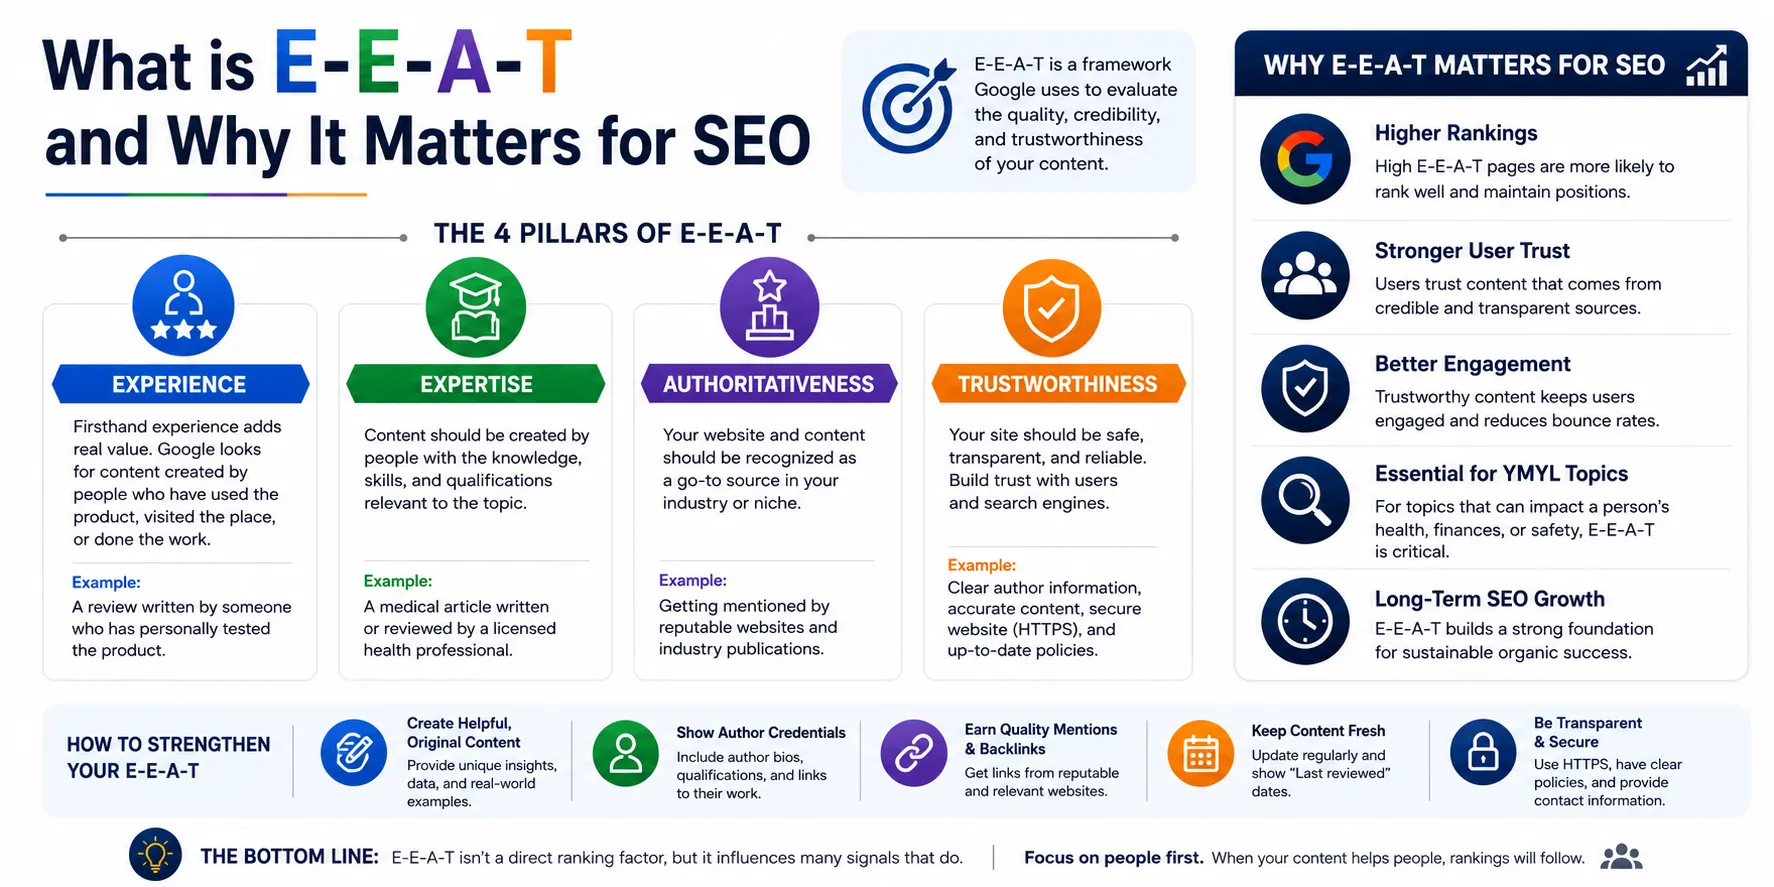 What is E-E-A-T
and Why It Matters for SEO
E-E-A-T is a framework
Google uses to evaluate
the quality, credibility,
and trustworthiness
of your content.
THE 4 PILLARS OF E-E-A-T
EXPERIENCE
Firsthand experience adds
real value. Google looks
for content created by
people who have used the
product, visited the place,
or done the work.
Example:
A review written by someone
who has personally tested
the product.
EXPERTISE
Content should be created by
people with the knowledge,
skills, and qualifications
relevant to the topic.
Example:
A medical article written
or reviewed by a licensed
health professional.
AUTHORITATIVENESS
Your website and content
should be recognized as
a go-to source in your
industry or niche.
Example:
Getting mentioned by
reputable websites and
industry publications.
TRUSTWORTHINESS
Your site should be safe,
transparent, and reliable.
Build trust with users
and search engines.
Example:
Clear author information,
accurate content, secure
website (HTTPS), and
up-to-date policies.
WHY E-E-A-T MATTERS FOR SEO
G
Higher Rankings
High E-E-A-T pages are more likely to
rank well and maintain positions.
Stronger User Trust
Users trust content that comes from
credible and transparent sources.
Better Engagement
Trustworthy content keeps users
engaged and reduces bounce rates.
Essential for YMYL Topics
For topics that can impact a person's
health, finances, or safety, E-E-A-T
is critical.
Long-Term SEO Growth
E-E-A-T builds a strong foundation
for sustainable organic success.
HOW TO STRENGTHEN
YOUR E-E-A-T
Create Helpful,
Original Content
Provide unique insights,
data, and real-world
examples.
Show Author Credentials
Include author bios,
qualifications, and links
to their work.
Earn Quality Mentions
& Backlinks
Get links from reputable
and relevant websites.
Keep Content Fresh
Update regularly and
show “Last reviewed”
dates.
Be Transparent
& Secure
Use HTTPS, have clear
policies, and provide
contact information.
THE BOTTOM LINE: E-E-A-T isn't a direct ranking factor, but it influences many signals that do.
Focus on people first. When your content helps people, rankings will follow.